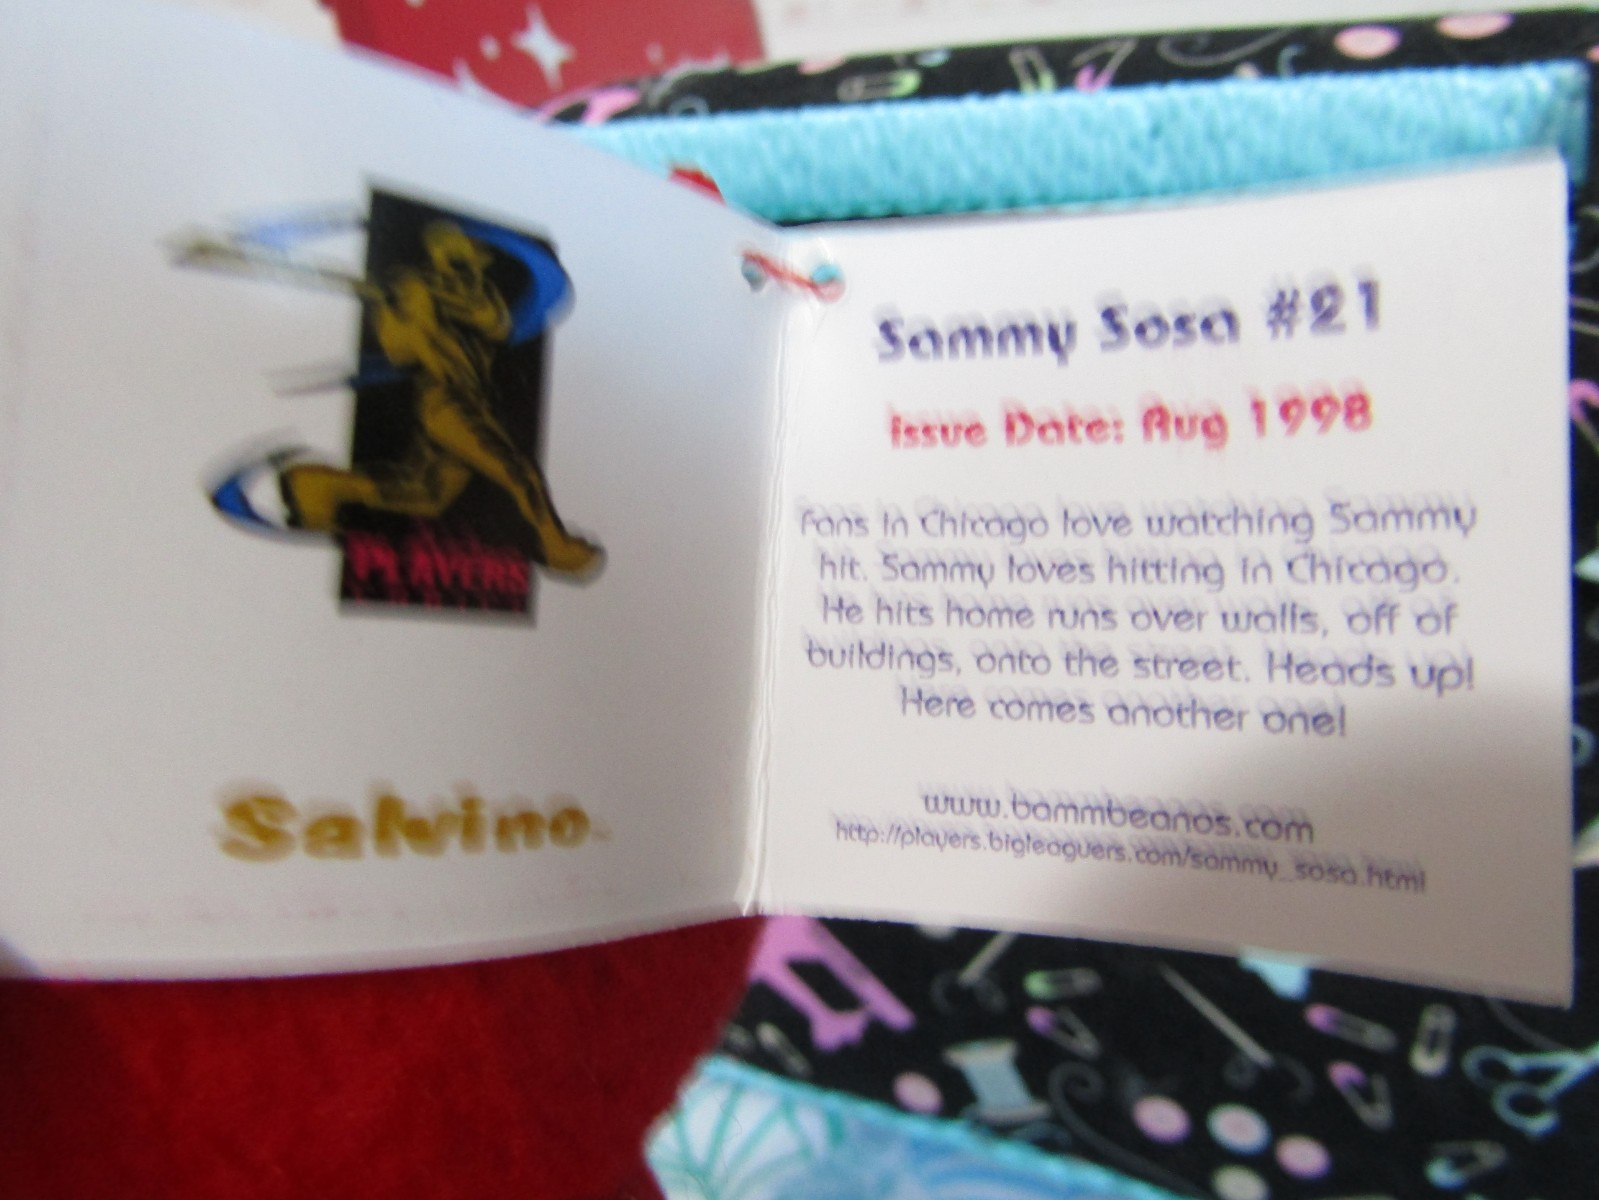 PLAYERS
Salvino
Sammy Sosa #21
Issue Date: Aug 1998
Fans in Chicago love watching Sammy
hit. Sammy loves hitting in Chicago.
He hits home runs over walls, off of
buildings, onto the street. Heads up!
Here comes another one!
www.bammbeanos.com
http://players.bigleaguers.com/sammy_sosa.html